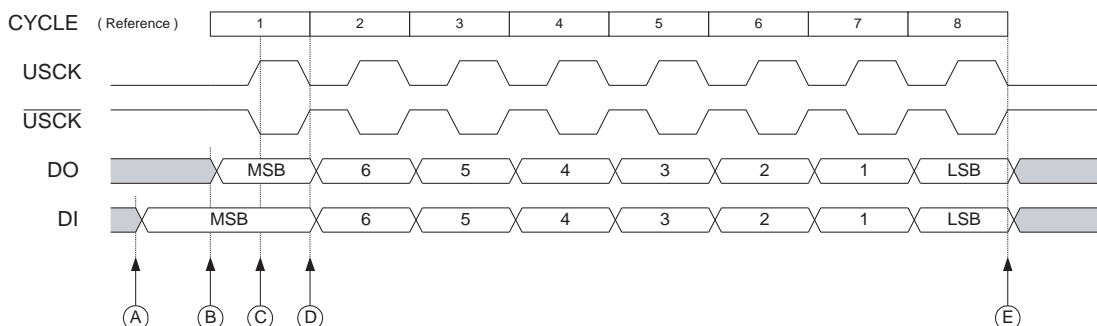 CYCLE ( Reference ) 1 2 3 4 5 6 7 8
USCK
USCK
DO MSB 6 5 4 3 2 1 LSB
DI MSB 6 5 4 3 2 1 LSB
A B C D E